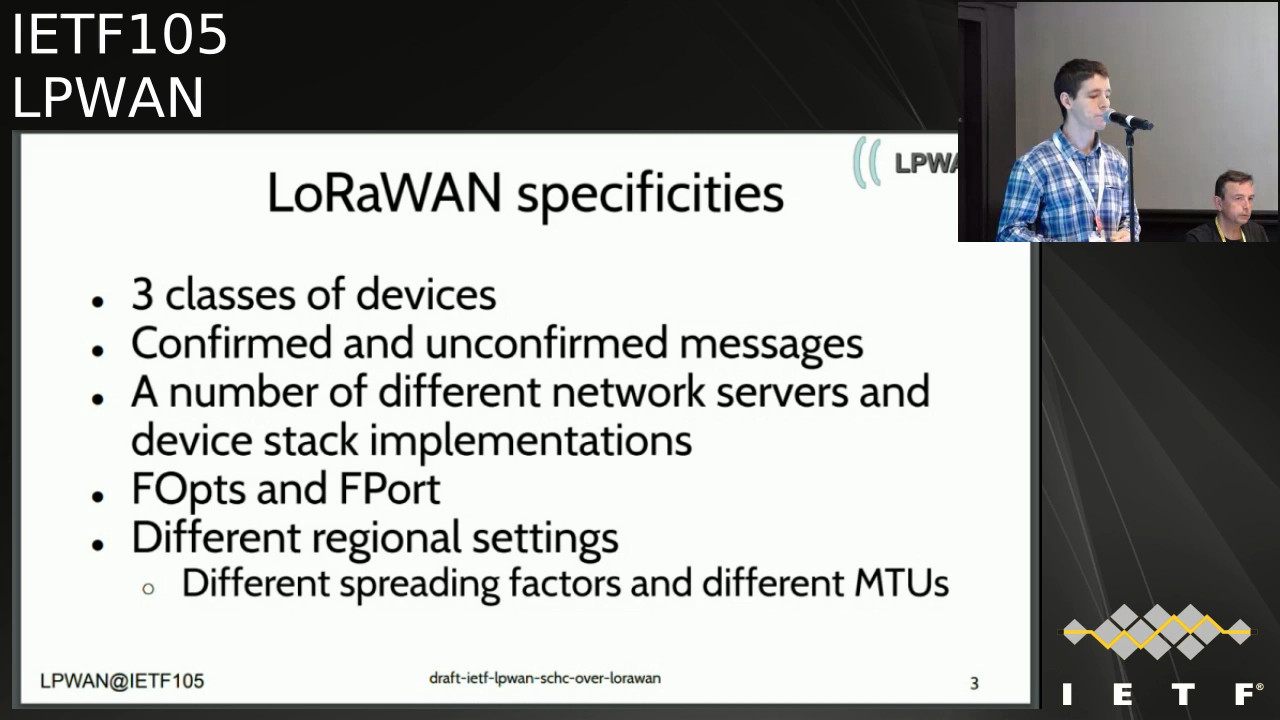 IETF105
LPWAN
LPWA
LoRaWAN specificities
• 3 classes of devices
• Confirmed and unconfirmed messages
• A number of different network servers and
device stack implementations
• FOpts and FPort
• Different regional settings
○ Different spreading factors and different MTUs
LPWAN@IETF105
draft-ietf-lpwan-schc-over-lorawan
3
I E T F®